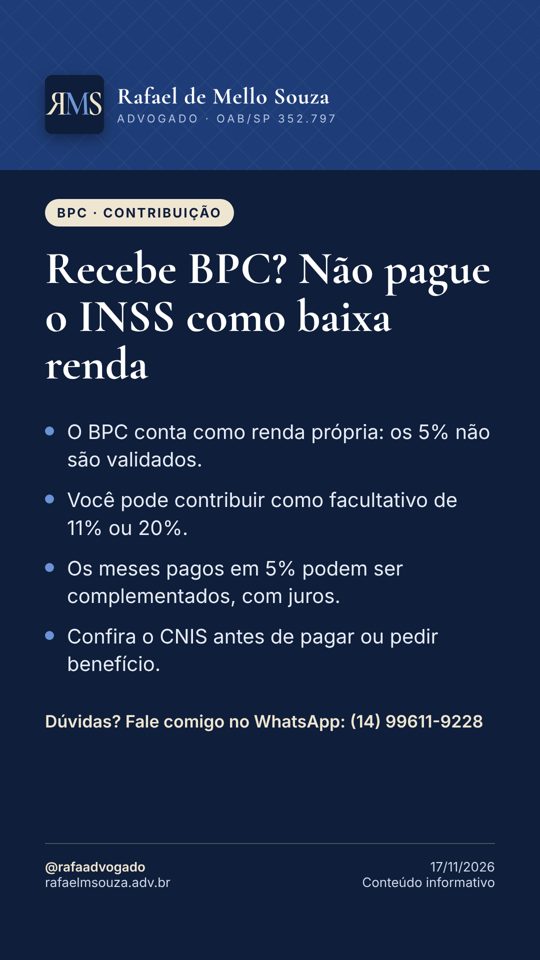 RMS
Rafael de Mello Souza
ADVOGADO · OAB/SP 352.797
BPC · CONTRIBUIÇÃO
Recebe BPC? Não pague
o INSS como baixa
renda
O BPC conta como renda própria: os 5% não
são validados.
Você pode contribuir como facultativo de
11% ou 20%.
Os meses pagos em 5% podem ser
complementados, com juros.
Confira o CNIS antes de pagar ou pedir
benefício.
Dúvidas? Fale comigo no WhatsApp: (14) 99611-9228
@rafaadvogado
rafaelmsouza.adv.br
17/11/2026
Conteúdo informativo